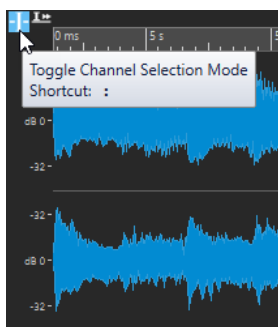 0 ms 5 s
Toggle Channel Selection Mode
Shortcut: :
dB 0-
-32-
-32-
dB 0-
-32-